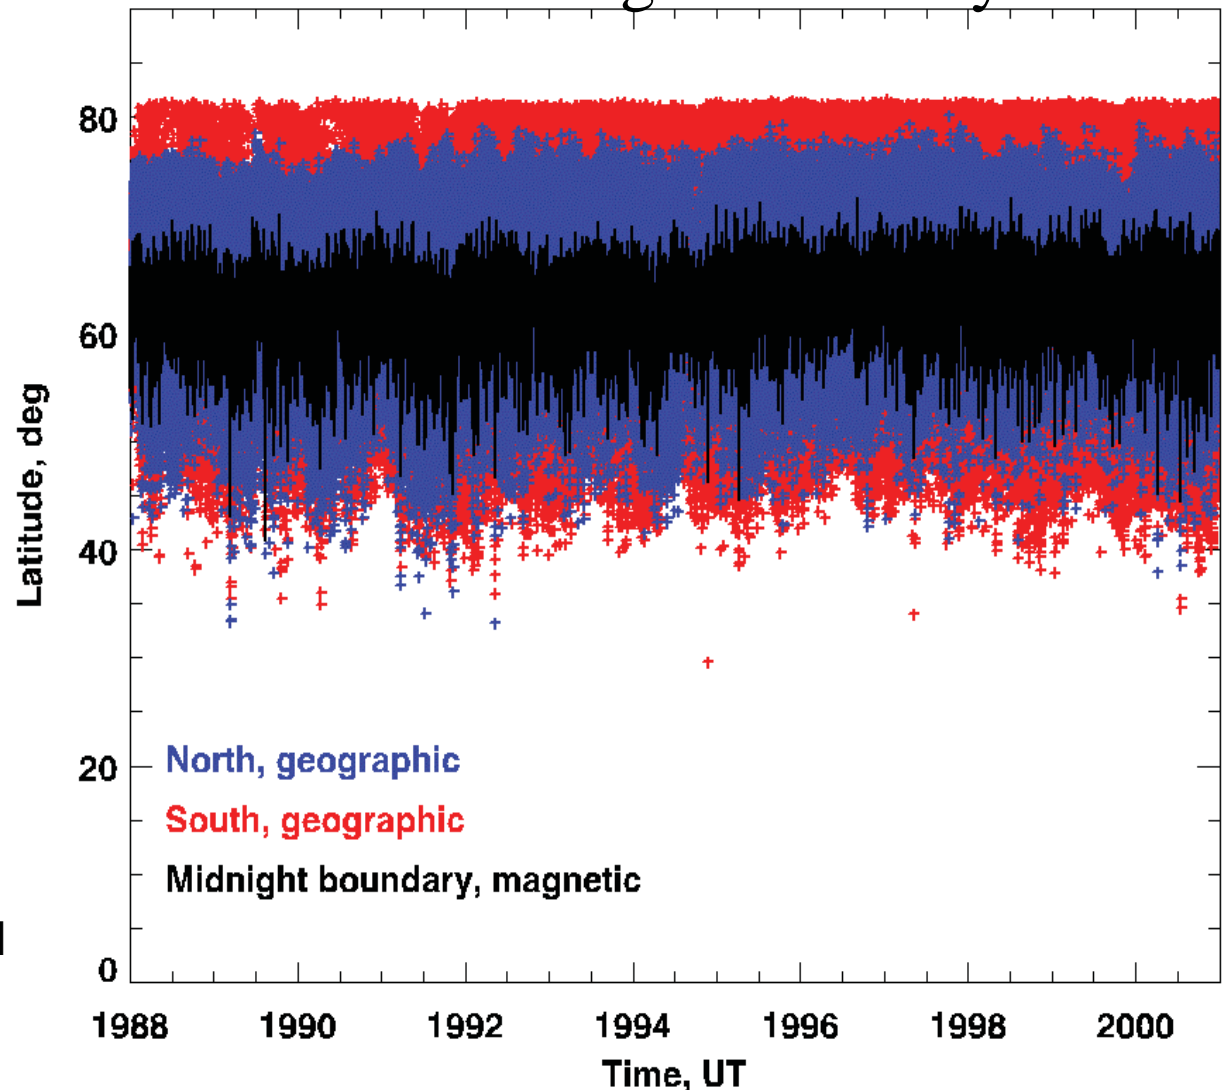 80
60
40
20
0
Latitude, deg
North, geographic
South, geographic
Midnight boundary, magnetic
1988 1990 1992 1994 1996 1998 2000
Time, UT